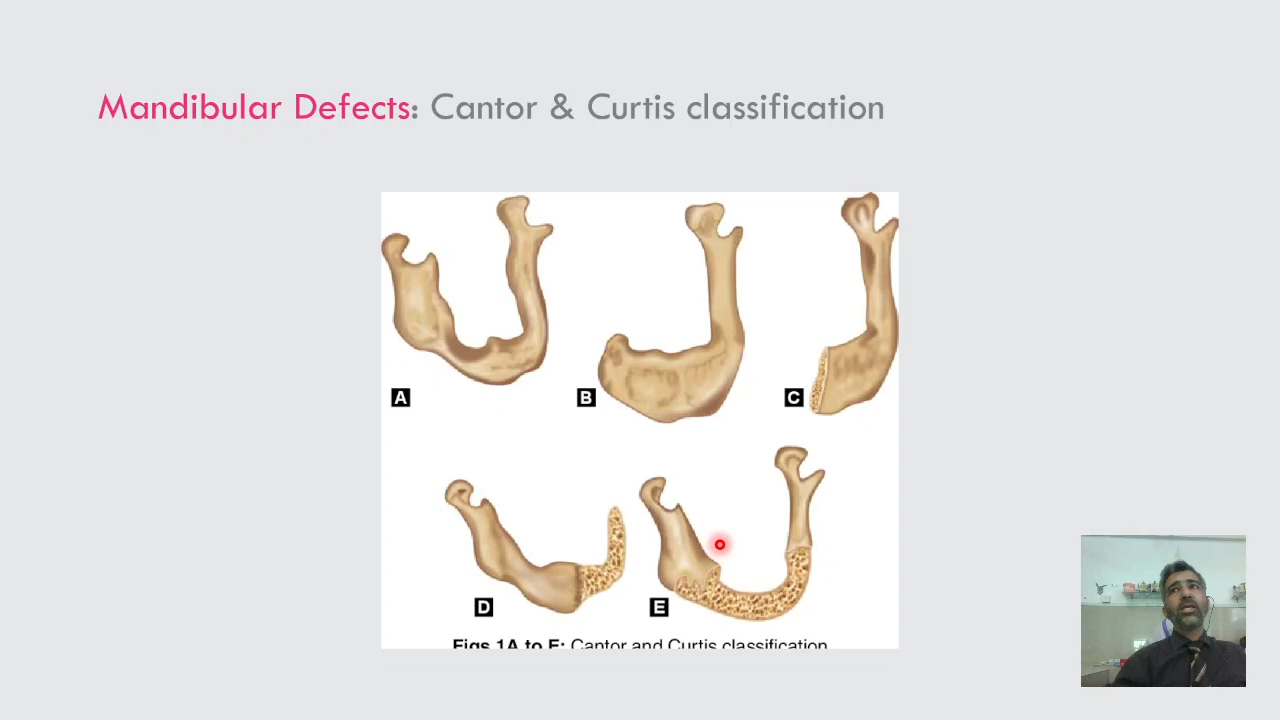 Mandibular Defects: Cantor & Curtis classification
A
B
C
D
E
Figs 1A to E: Cantor and Curtis classification